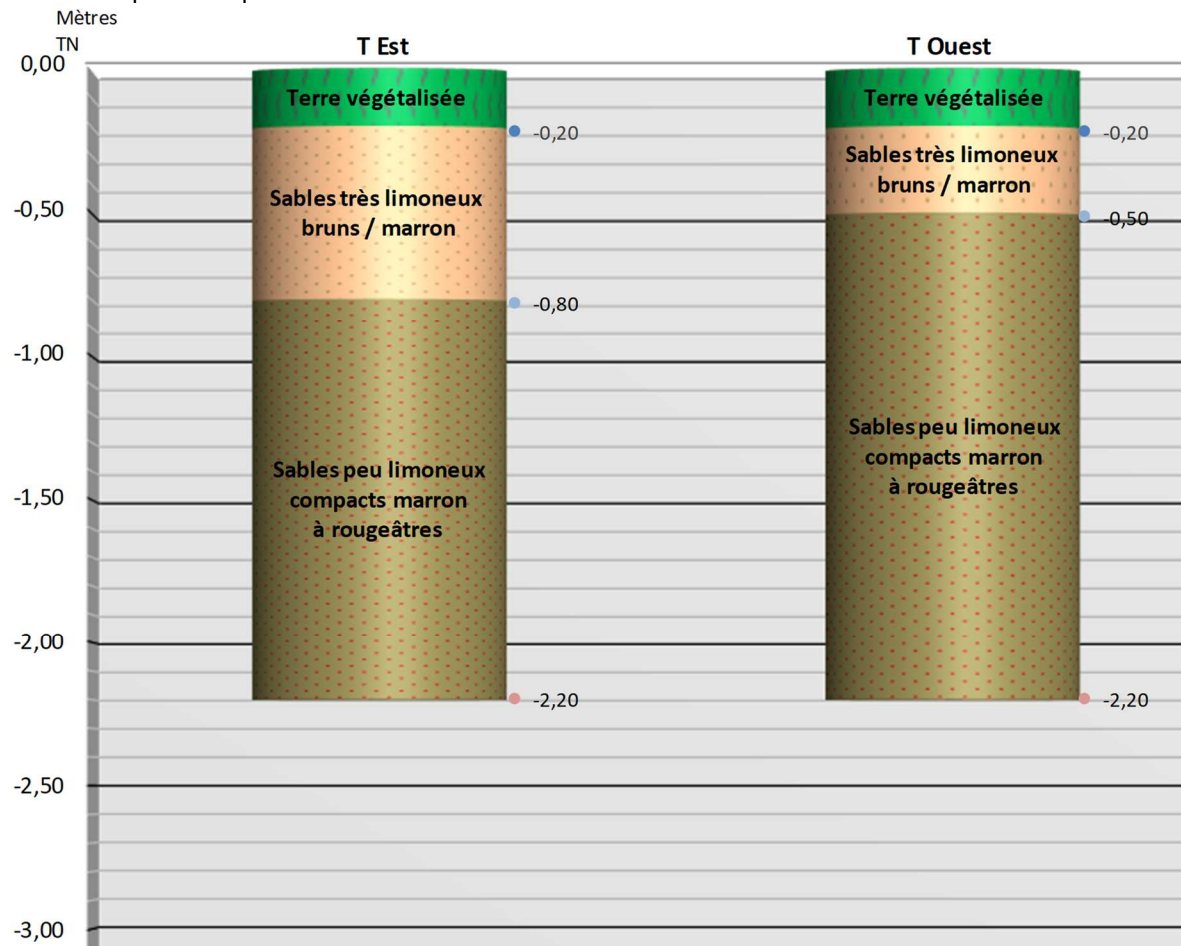 Mètres
TN
T Est
T Ouest
0,00
Terre végétalisée
Terre végétalisée
-0,20
-0,20
Sables très limoneux
bruns / marron
Sables très limoneux
bruns / marron
-0,50
-0,50
-0,80
-1,00
Sables peu limoneux
compacts marron
à rougeâtres
Sables peu limoneux
compacts marron
à rougeâtres
-1,50
-2,00
-2,20
-2,20
-2,50
-3,00